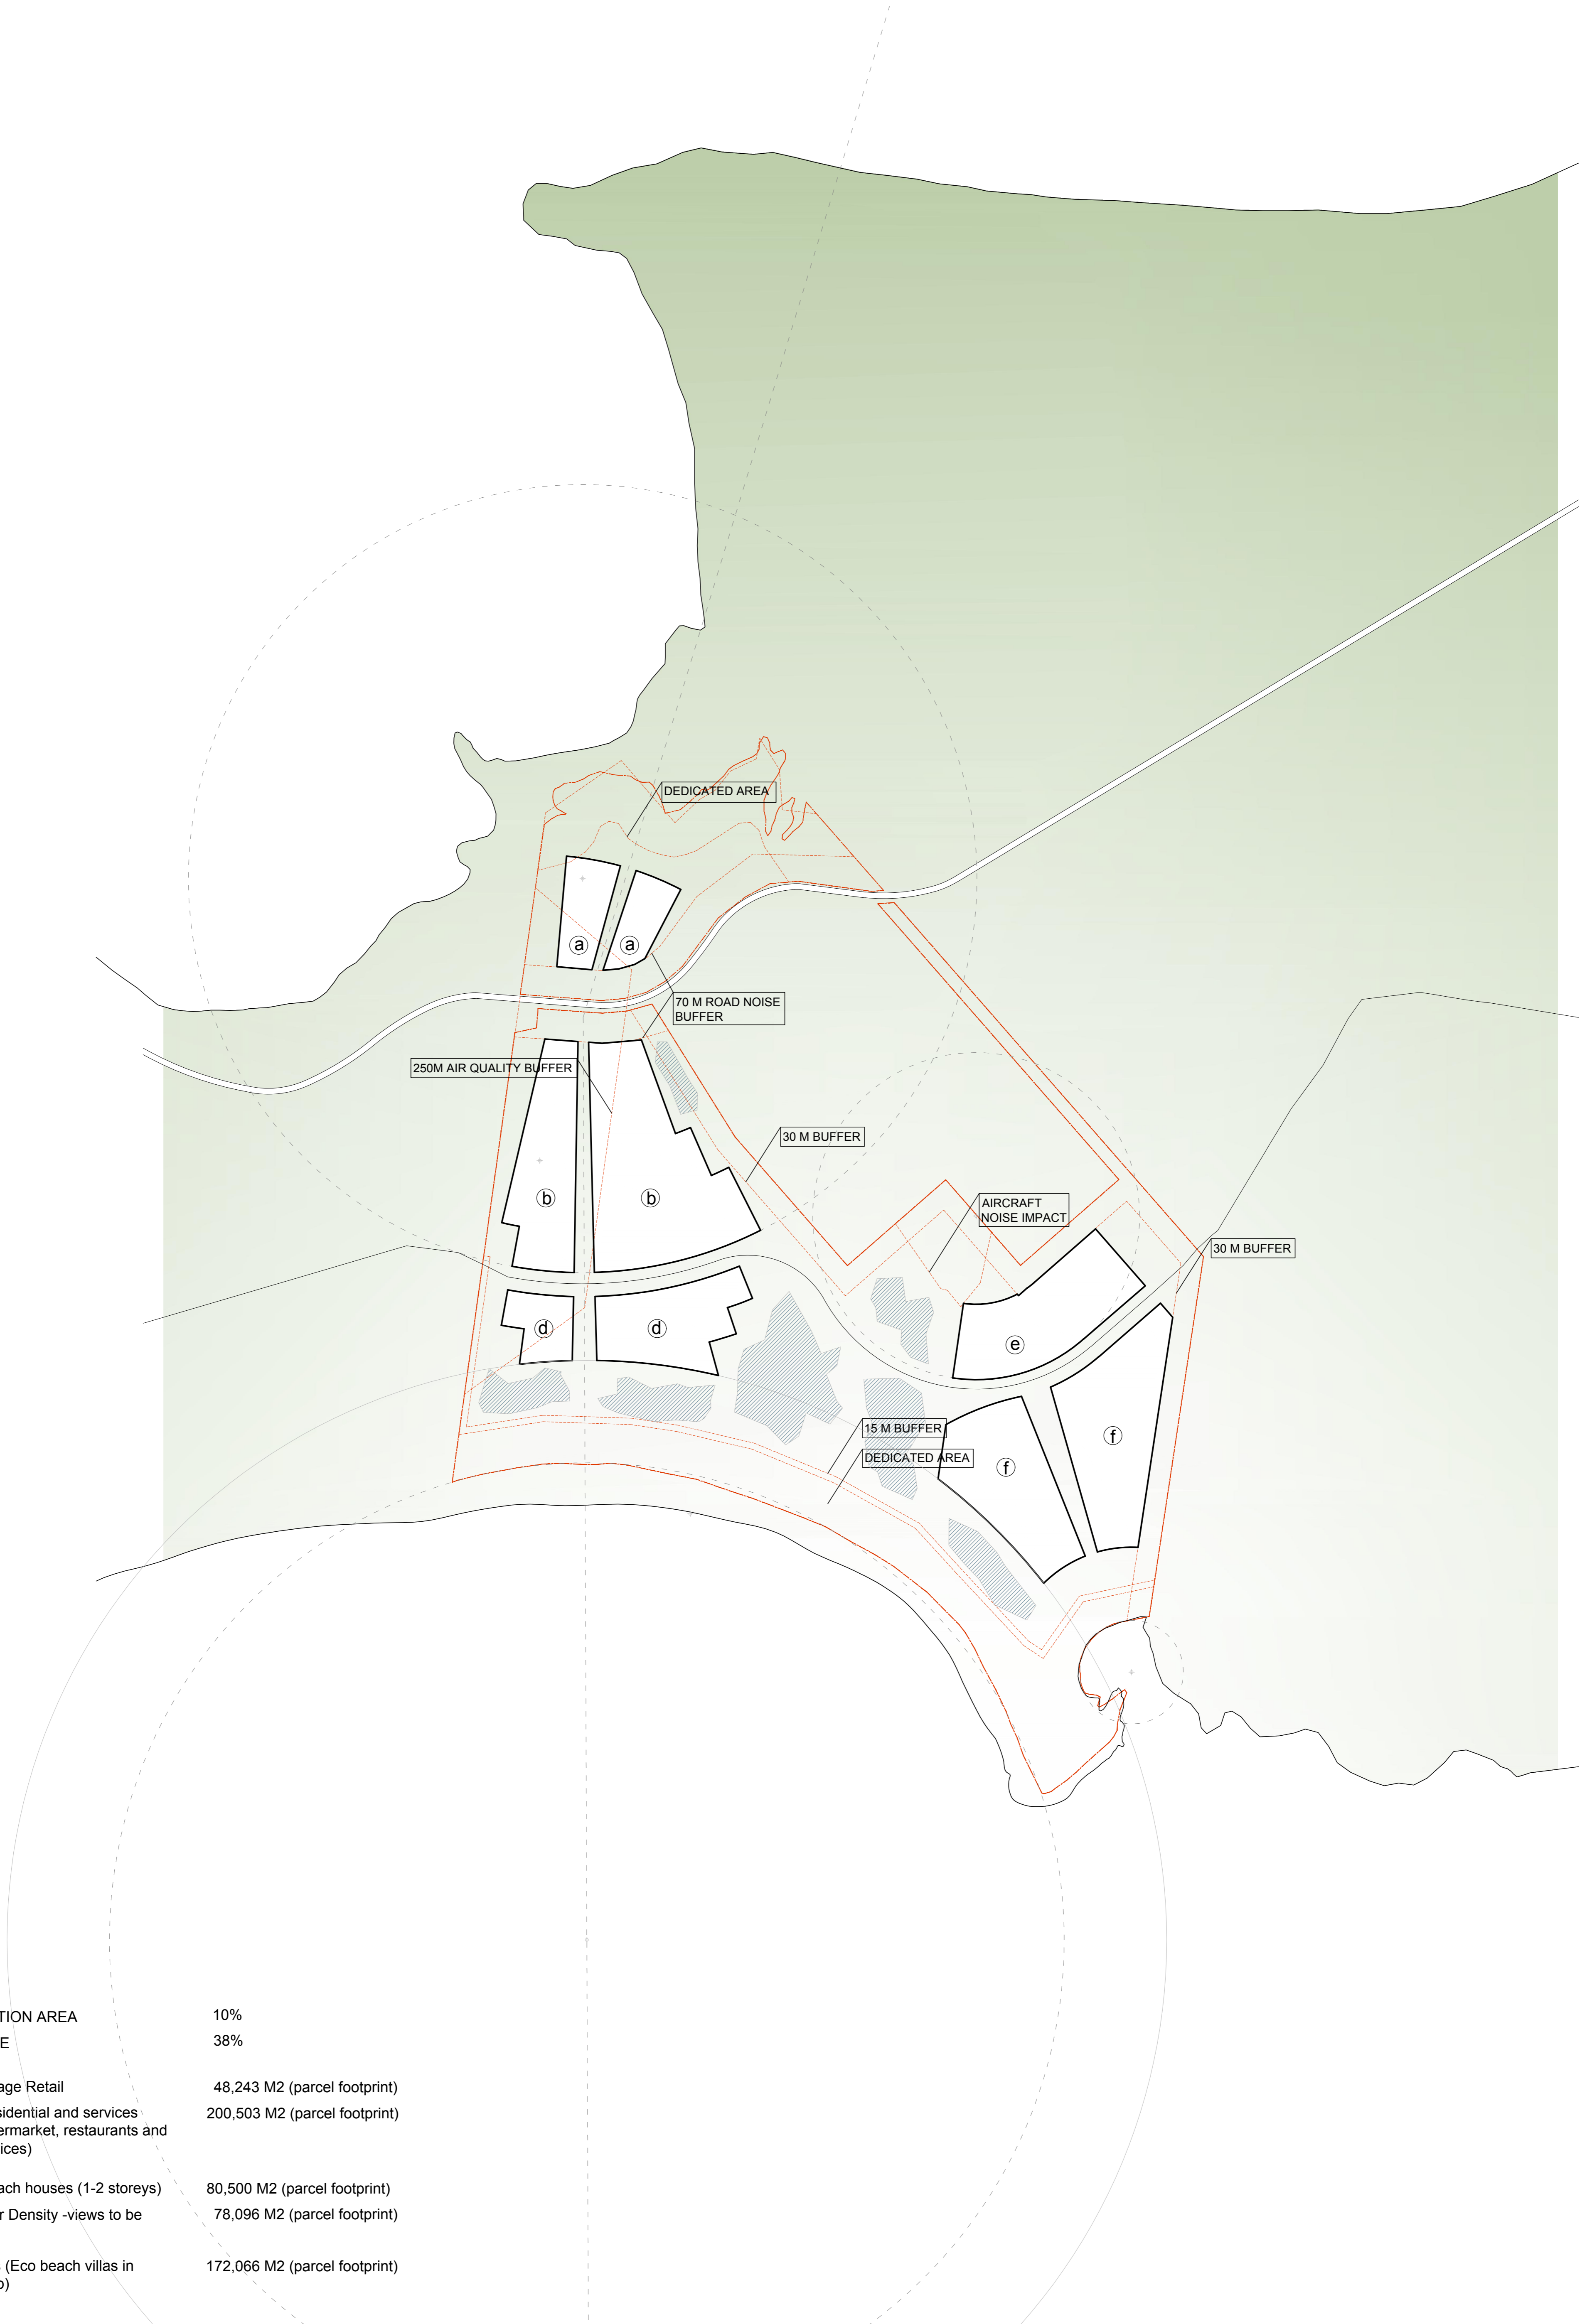 DEDICATED AREA
a
a
70 M ROAD NOISE
BUFFER
250M AIR QUALITY BUFFER
30 M BUFFER
b
b
AIRCRAFT
NOISE IMPACT
30 M BUFFER
d
d
e
15 M BUFFER
f
DEDICATED AREA
f
TION AREA 10%
E 38%
age Retail 48,243 M2 (parcel footprint)
sidential and services 200,503 M2 (parcel footprint)
ermarket, restaurants and
ices)
ach houses (1-2 storeys) 80,500 M2 (parcel footprint)
r Density -views to be 78,096 M2 (parcel footprint)
(Eco beach villas in 172,066 M2 (parcel footprint)